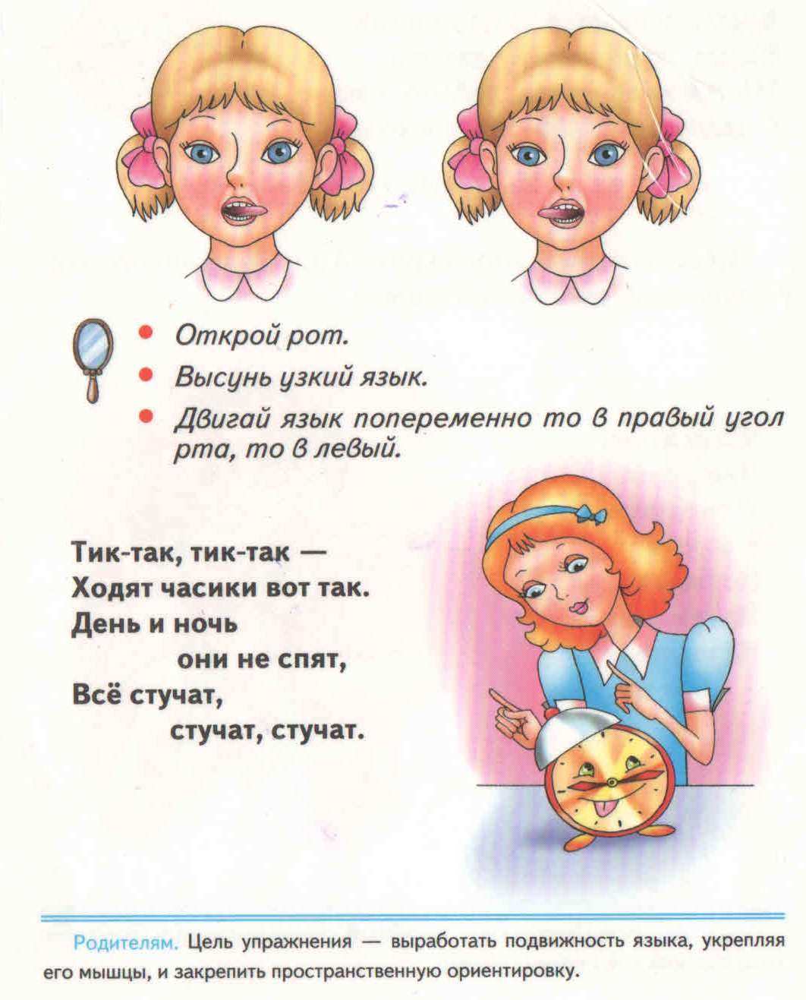 Открой рот.
Высунь узкий язык.
Двигай язык попеременно то в правый угол
рта, то в левый.
Тик-так, тик-так —
Ходят часики вот так.
День и ночь
они не спят,
Всё стучат,
стучат, стучат.
Родителям. Цель упражнения — выработать подвижность языка, укрепляя
его мышцы, и закрепить пространственную ориентировку.